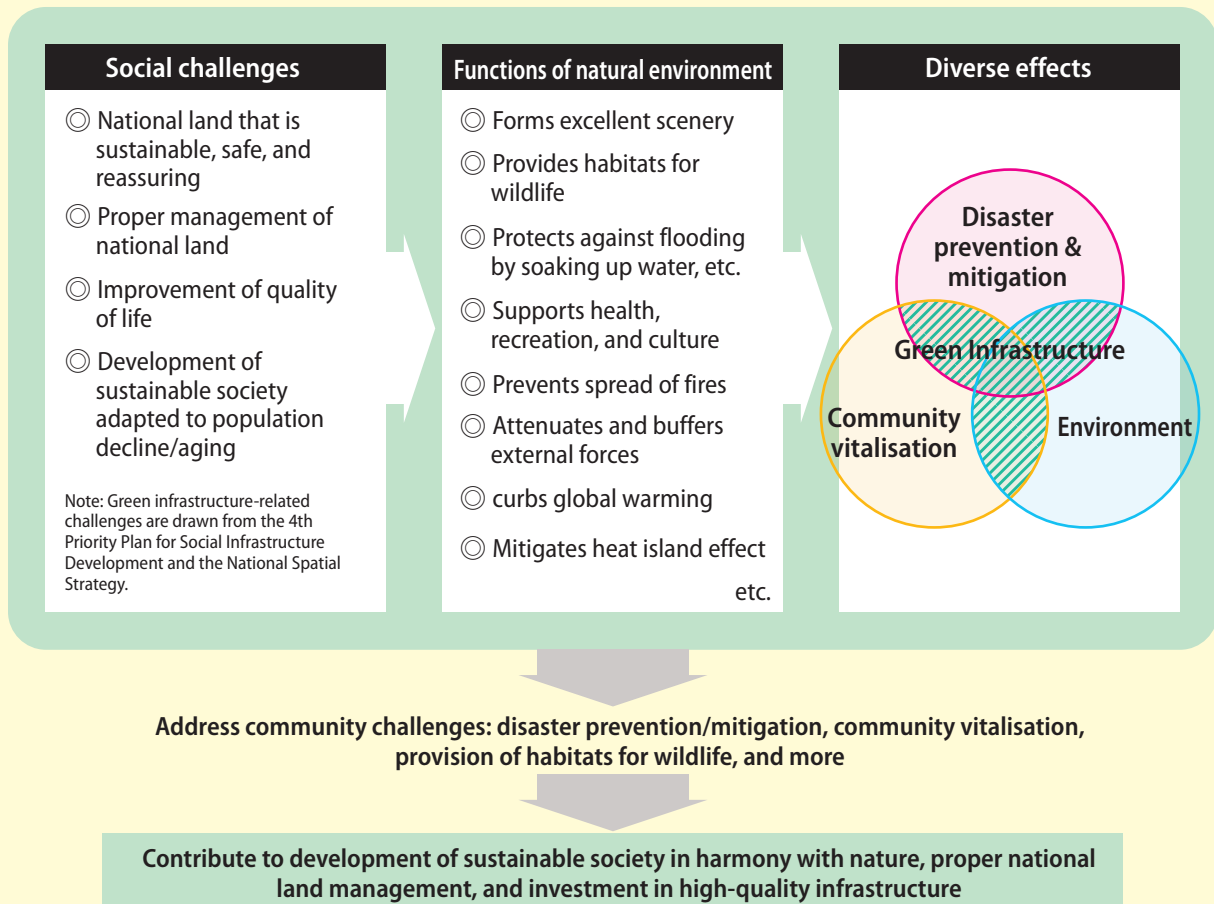 Social challenges
◎ National land that is
sustainable, safe, and
reassuring
◎ Proper management of
national land
◎ Improvement of quality
of life
◎ Development of
sustainable society
adapted to population
decline/aging
Note: Green infrastructure-related
challenges are drawn from the 4th
Priority Plan for Social Infrastructure
Development and the National Spatial
Strategy.
Functions of natural environment
◎ Forms excellent scenery
◎ Provides habitats for
wildlife
◎ Protects against flooding
by soaking up water, etc.
◎ Supports health,
recreation, and culture
◎ Prevents spread of fires
◎ Attenuates and buffers
external forces
◎ curbs global warming
◎ Mitigates heat island effect
etc.
Diverse effects
Disaster
prevention &
mitigation
Green Infrastructure
Community
vitalisation
Environment
Address community challenges: disaster prevention/mitigation, community vitalisation,
provision of habitats for wildlife, and more
Contribute to development of sustainable society in harmony with nature, proper national
land management, and investment in high-quality infrastructure